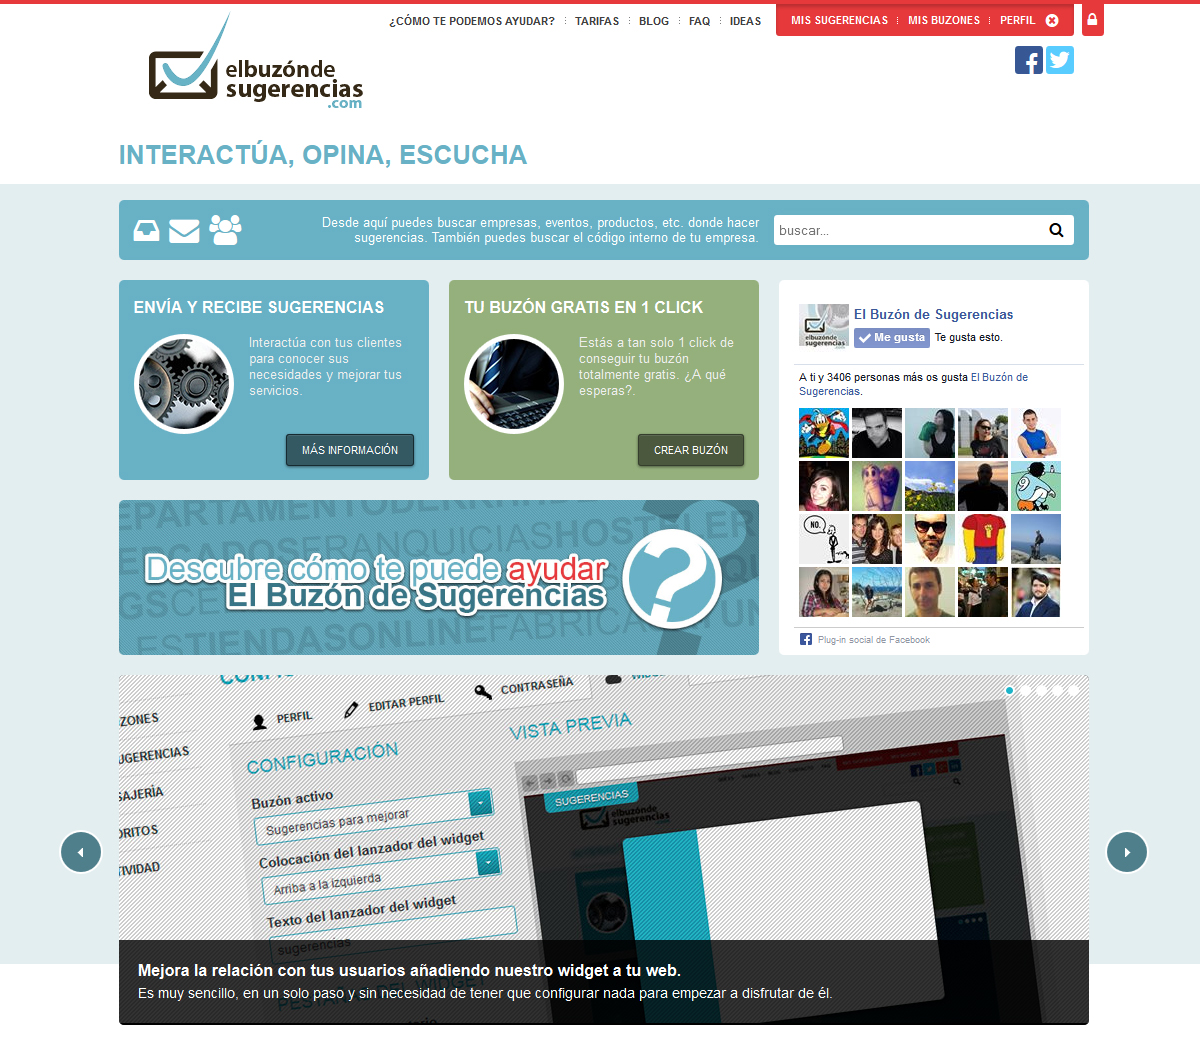 ¿CÓMO TE PODEMOS AYUDAR? TARIFAS BLOG FAQ IDEAS MIS SUGERENCIAS MIS BUZONES PERFIL
elbuzónde
sugerencias
.com
INTERACTÚA, OPINA, ESCUCHA
Desde aquí puedes buscar empresas, eventos, productos, etc. donde hacer
sugerencias. También puedes buscar el código interno de tu empresa.
buscar...
ENVÍA Y RECIBE SUGERENCIAS
Interactúa con tus clientes
para conocer sus
necesidades y mejorar tus
servicios.
MÁS INFORMACIÓN
TU BUZÓN GRATIS EN 1 CLICK
Estás a tan solo 1 click de
conseguir tu buzón
totalmente gratis. ¿A qué
esperas?.
CREAR BUZÓN
elbuzónde
sugerencias
El Buzón de Sugerencias
Me gusta Te gusta esto.
A ti y 3406 personas más os gusta El Buzón de
Sugerencias.
NO.
Plug-in social de Facebook
Descubre cómo te puede ayudar
El Buzón de Sugerencias
?
ESTIENDASONLINEFABRICAS
ZONES
UGERENCIAS
SAJERÍA
ORITOS
TIVIDAD
PERFIL
EDITAR PERFIL
CONTRASEÑA
CONFIGURACIÓN
Buzón activo
Sugerencias para mejorar
Colocación del lanzador del widget
Arriba a la izquierda
Texto del lanzador del widget
sugerencias
VISTA PREVIA
SUGERENCIAS
elbuzónde
sugerencias
Mejora la relación con tus usuarios añadiendo nuestro widget a tu web.
Es muy sencillo, en un solo paso y sin necesidad de tener que configurar nada para empezar a disfrutar de él.